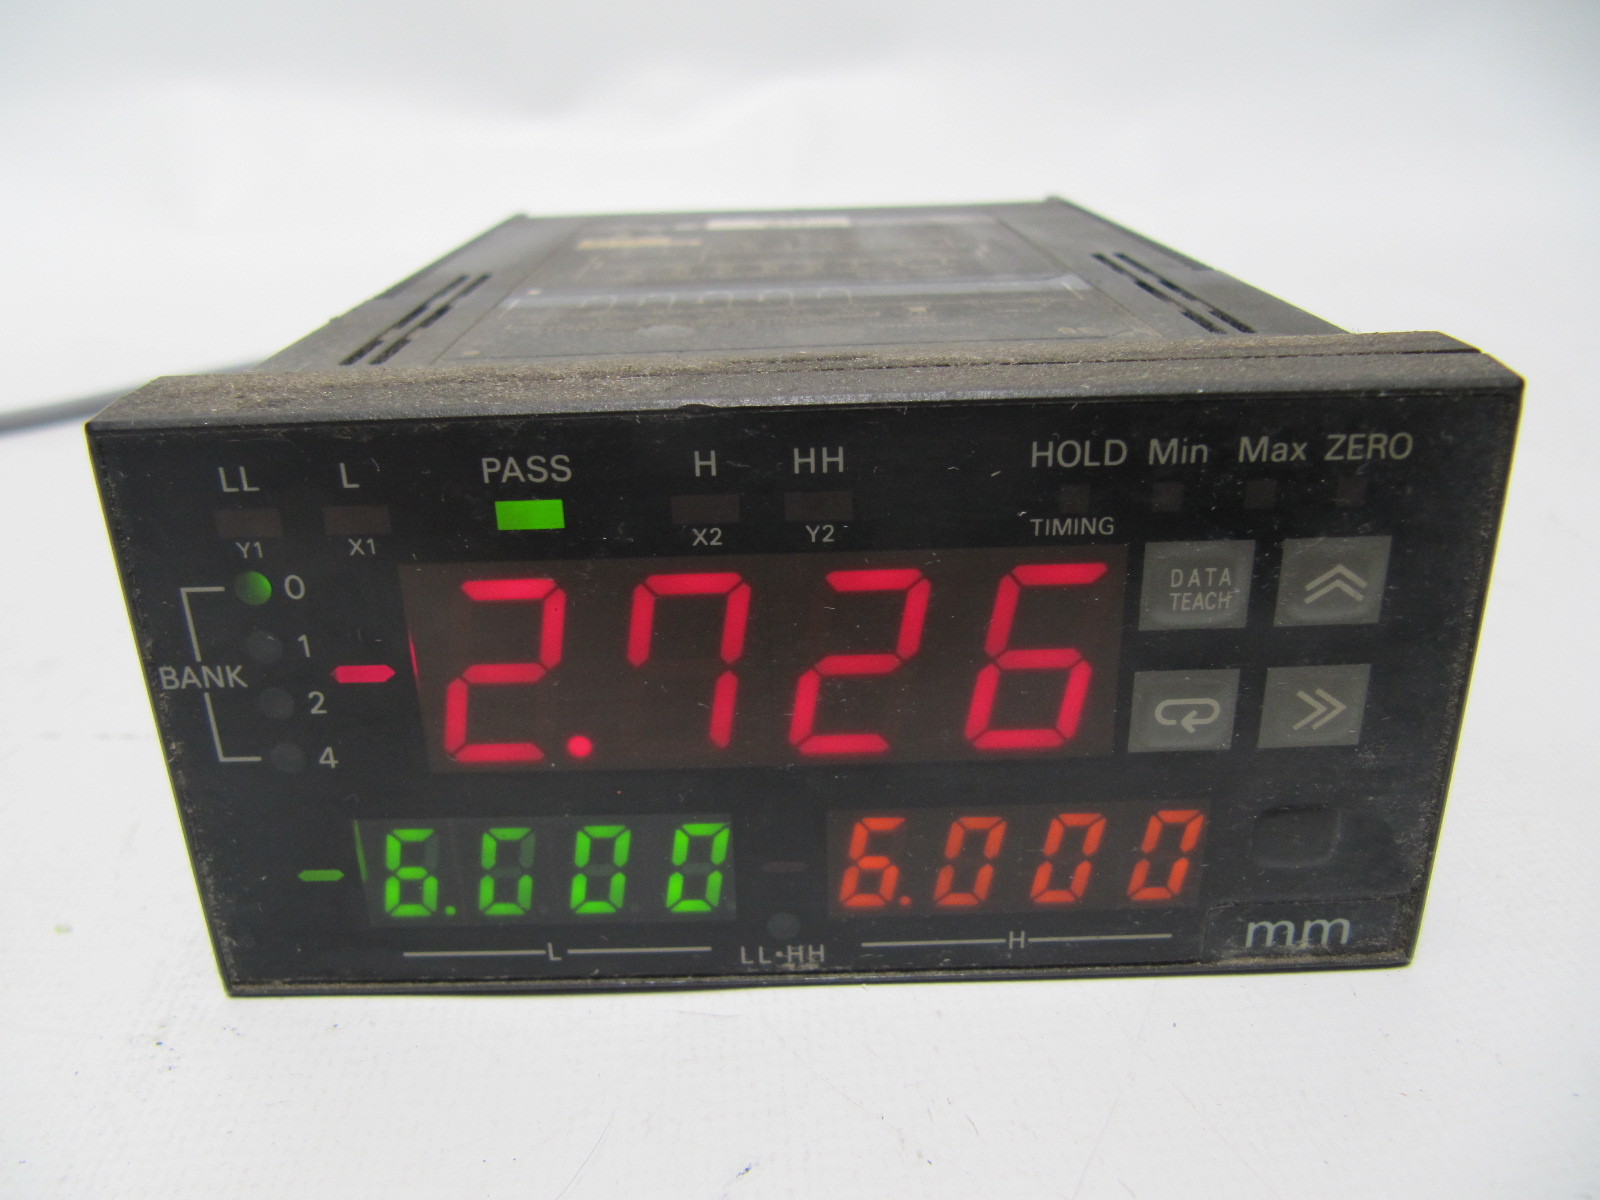 LL L PASS H HH HOLD Min Max ZERO
Y1 X1 X2 Y2 TIMING
0
1
BANK
2
4
-2.726
DATA
TEACH
-6.000 6.000
L LL·HH H
mm